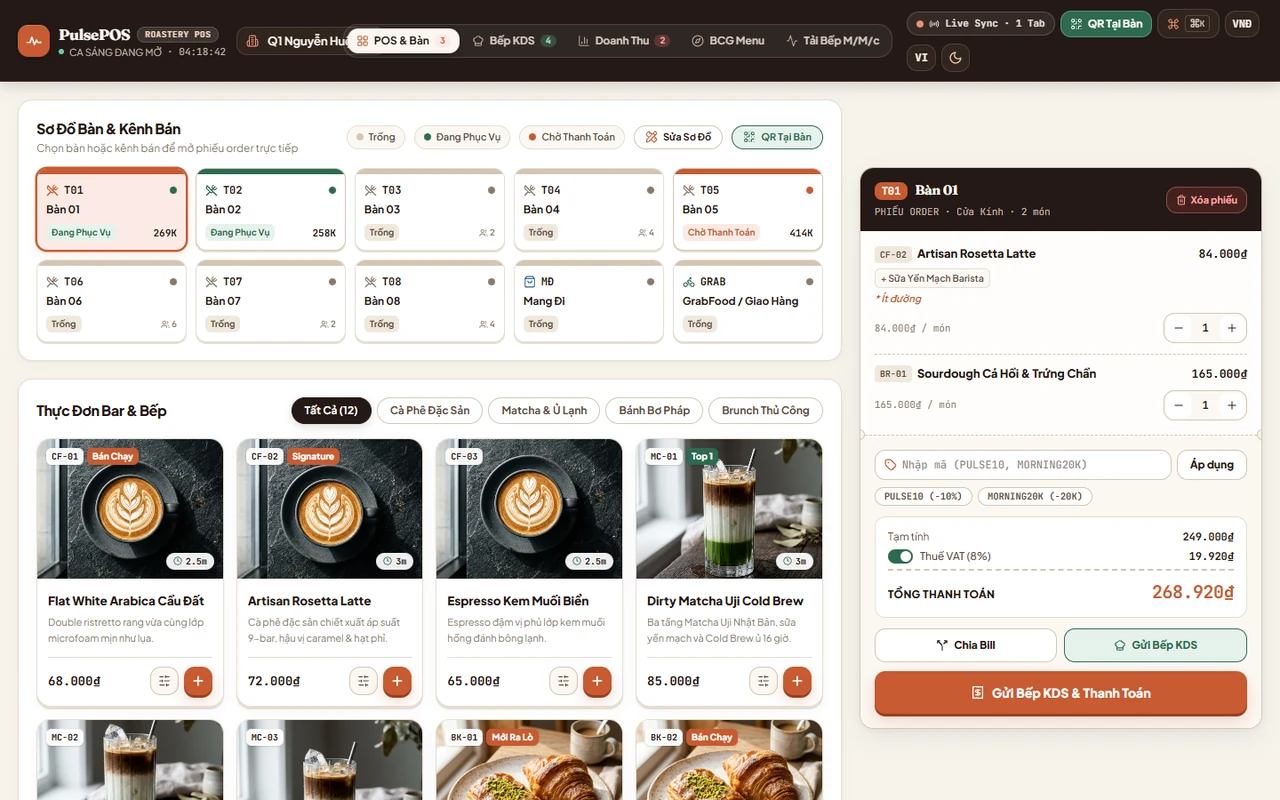 PulsePOS ROASTERY POS
CA SÁNG ĐANG MỞ · 04:18:42
Q1 Nguyễn
POS & Bàn 3
Bếp KDS 4
Doanh Thu 2
BCG Menu
Tải Bếp M/M/c
Live Sync · 1 Tab
QR Tại Bàn
⌘K
VNĐ
VI
Sơ Đồ Bàn & Kênh Bán
Chọn bàn hoặc kênh bán để mở phiếu order trực tiếp
Trống
Đang Phục Vụ
Chờ Thanh Toán
Sửa Sơ Đồ
QR Tại Bàn
T01
Bàn 01
Đang Phục Vụ 269K
T02
Bàn 02
Đang Phục Vụ 258K
T03
Bàn 03
Trống 2
T04
Bàn 04
Trống 4
T05
Bàn 05
Chờ Thanh Toán 414K
T06
Bàn 06
Trống 6
T07
Bàn 07
Trống 2
T08
Bàn 08
Trống 4
MĐ
Mang Đi
Trống
GRAB
GrabFood / Giao Hàng
Trống
Thực Đơn Bar & Bếp
Tất Cả (12)
Cà Phê Đặc Sản
Matcha & Ủ Lạnh
Bánh Bơ Pháp
Brunch Thủ Công
CF-01 Bán Chạy
2.5m
Flat White Arabica Cầu Đất
Double ristretto rang vừa cùng lớp
microfoam mịn như lụa.
68.000₫
CF-02 Signature
3m
Artisan Rosetta Latte
Cà phê đặc sản chiết xuất áp suất
9-bar, hậu vị caramel & hạt phỉ.
72.000₫
CF-03
2.5m
Espresso Kem Muối Biển
Espresso đậm vị phủ lớp kem muối
hồng đánh bông lạnh.
65.000₫
MC-01 Top 1
3m
Dirty Matcha Uji Cold Brew
Ba tầng Matcha Uji Nhật Bản, sữa
yến mạch và Cold Brew ủ 16 giờ.
85.000₫
MC-02
MC-03
BK-01 Mới Ra Lò
BK-02 Bán Chạy
T01 Bàn 01
PHIẾU ORDER · Cửa Kính · 2 món
Xóa phiếu
CF-02 Artisan Rosetta Latte 84.000₫
+ Sữa Yến Mạch Barista
* Ít đường
84.000₫ / món − 1 +
BR-01 Sourdough Cá Hồi & Trứng Chần 165.000₫
165.000₫ / món − 1 +
Nhập mã (PULSE10, MORNING20K)
Áp dụng
PULSE10 (-10%)
MORNING20K (-20K)
Tạm tính 249.000₫
Thuế VAT (8%) 19.920₫
TỔNG THANH TOÁN 268.920₫
Chia Bill
Gửi Bếp KDS
Gửi Bếp KDS & Thanh Toán